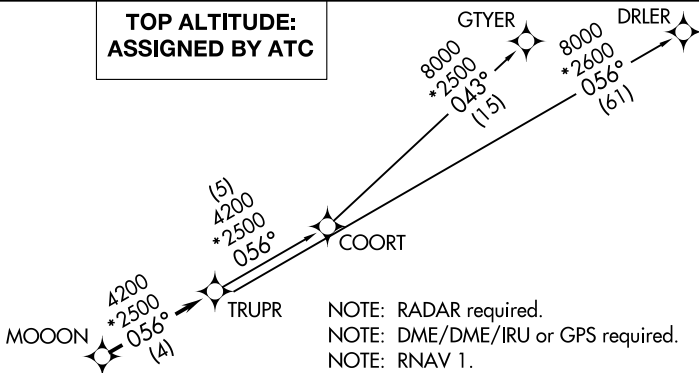 TOP ALTITUDE:
ASSIGNED BY ATC
GTYER
DRLER
8000
*2500
043°
(15)
8000
*2600
056°
(61)
(5)
4200
*2500
056°
COORT
4200
*2500
056°
(4)
TRUPR
MOOON
NOTE: RADAR required.
NOTE: DME/DME/IRU or GPS required.
NOTE: RNAV 1.